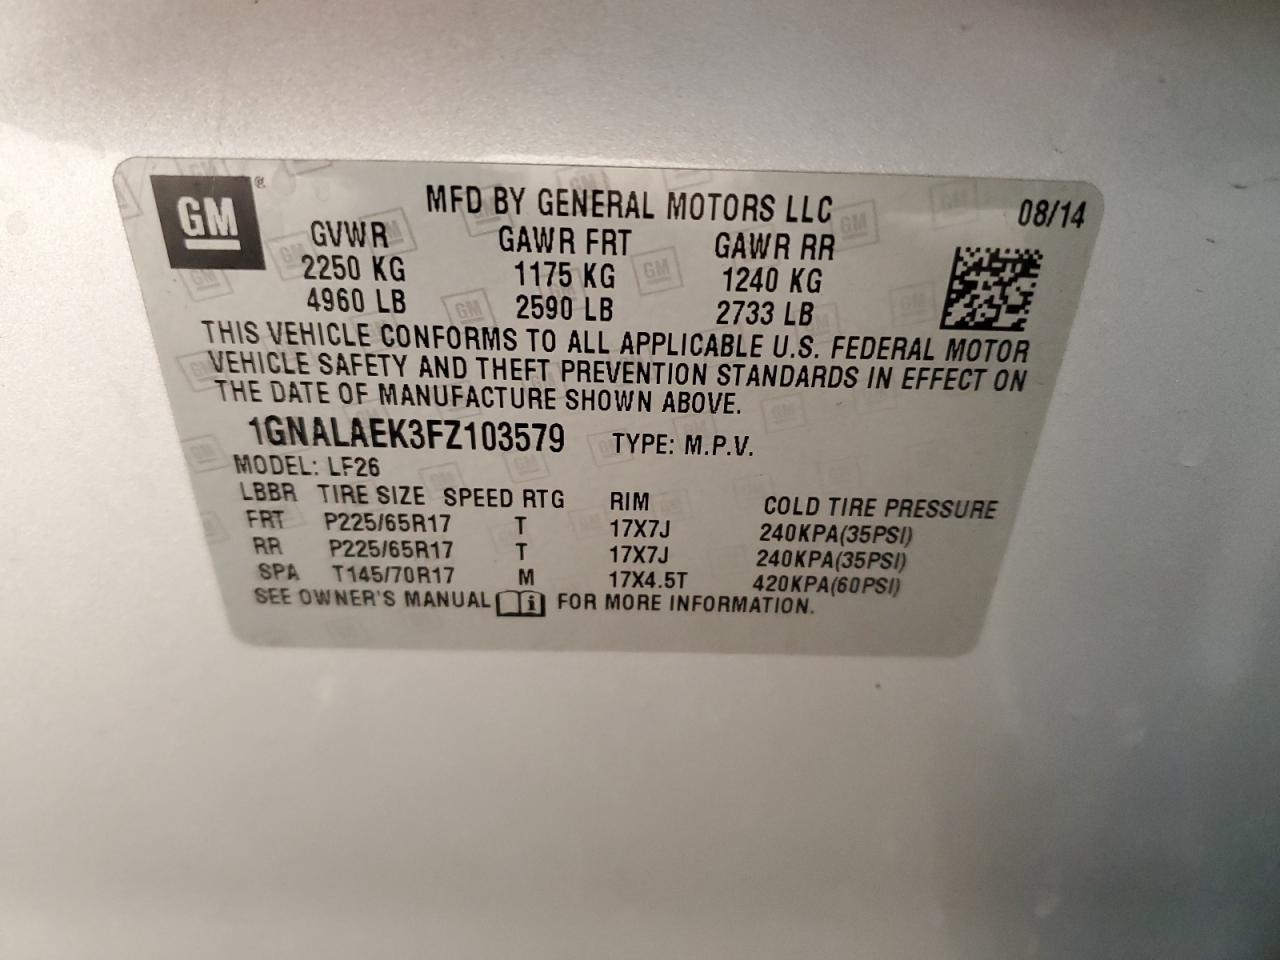 GM®
MFD BY GENERAL MOTORS LLC 08/14
GVWR GAWR FRT GAWR RR
2250 KG 1175 KG 1240 KG
4960 LB 2590 LB 2733 LB
THIS VEHICLE CONFORMS TO ALL APPLICABLE U.S. FEDERAL MOTOR
VEHICLE SAFETY AND THEFT PREVENTION STANDARDS IN EFFECT ON
THE DATE OF MANUFACTURE SHOWN ABOVE.
1GNALAEK3FZ103579 TYPE: M.P.V.
MODEL: LF26
LBBR TIRE SIZE SPEED RTG RIM COLD TIRE PRESSURE
FRT P225/65R17 T 17X7J 240KPA(35PSI)
RR P225/65R17 T 17X7J 240KPA(35PSI)
SPA T145/70R17 M 17X4.5T 420KPA(60PSI)
SEE OWNER'S MANUAL i FOR MORE INFORMATION.